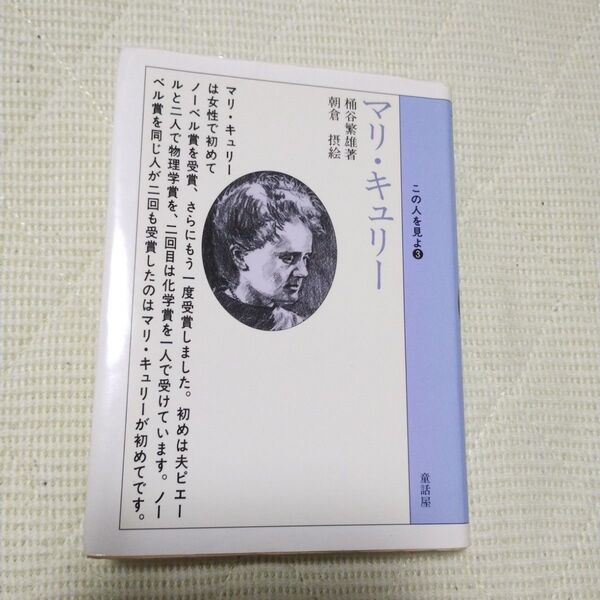 この人を見よ❸
マリ・キュリー
桶谷繁雄著
朝倉 摂絵
マリ・キュリー
は女性で初めて
ノーベル賞を受賞、さらにもう一度受賞しました。初めは夫ピエー
ルと二人で物理学賞を、二回目は化学賞を一人で受けています。ノー
ベル賞を同じ人が二回も受賞したのはマリ・キュリーが初めてです。
童話屋